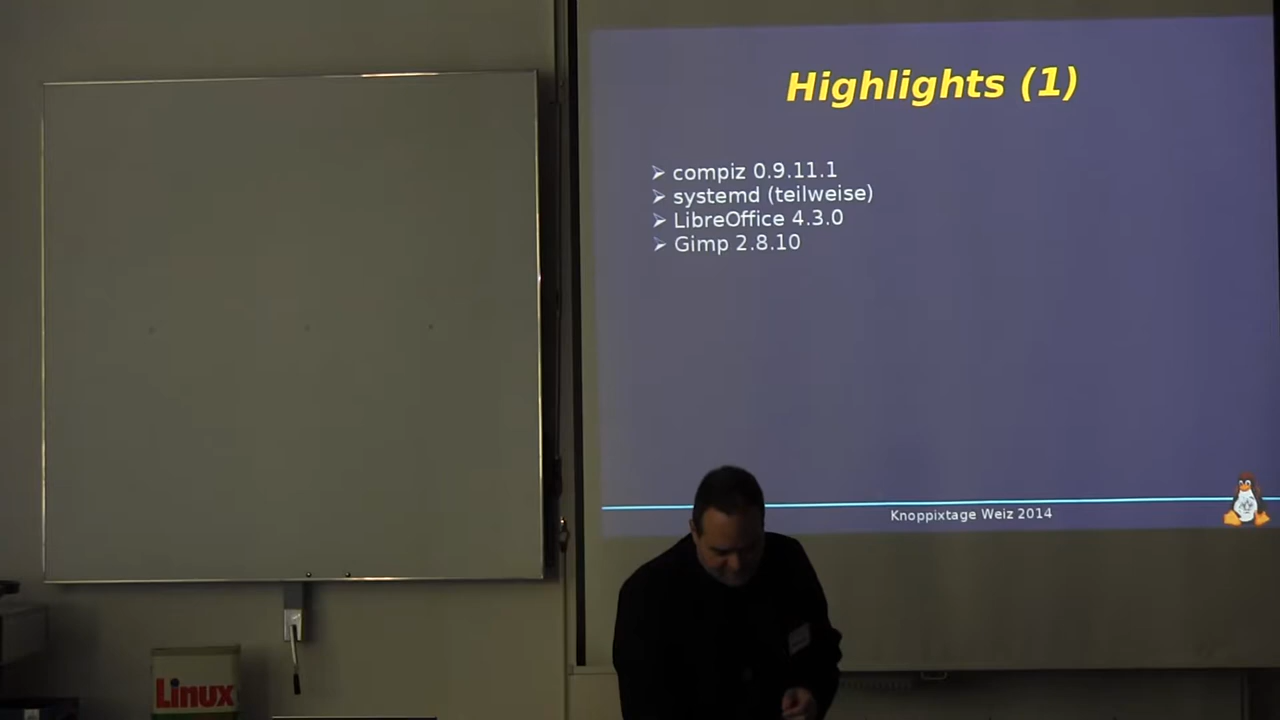 Highlights (1)
compiz 0.9.11.1
systemd (teilweise)
LibreOffice 4.3.0
Gimp 2.8.10
Knoppixtage Weiz 2014
Linux